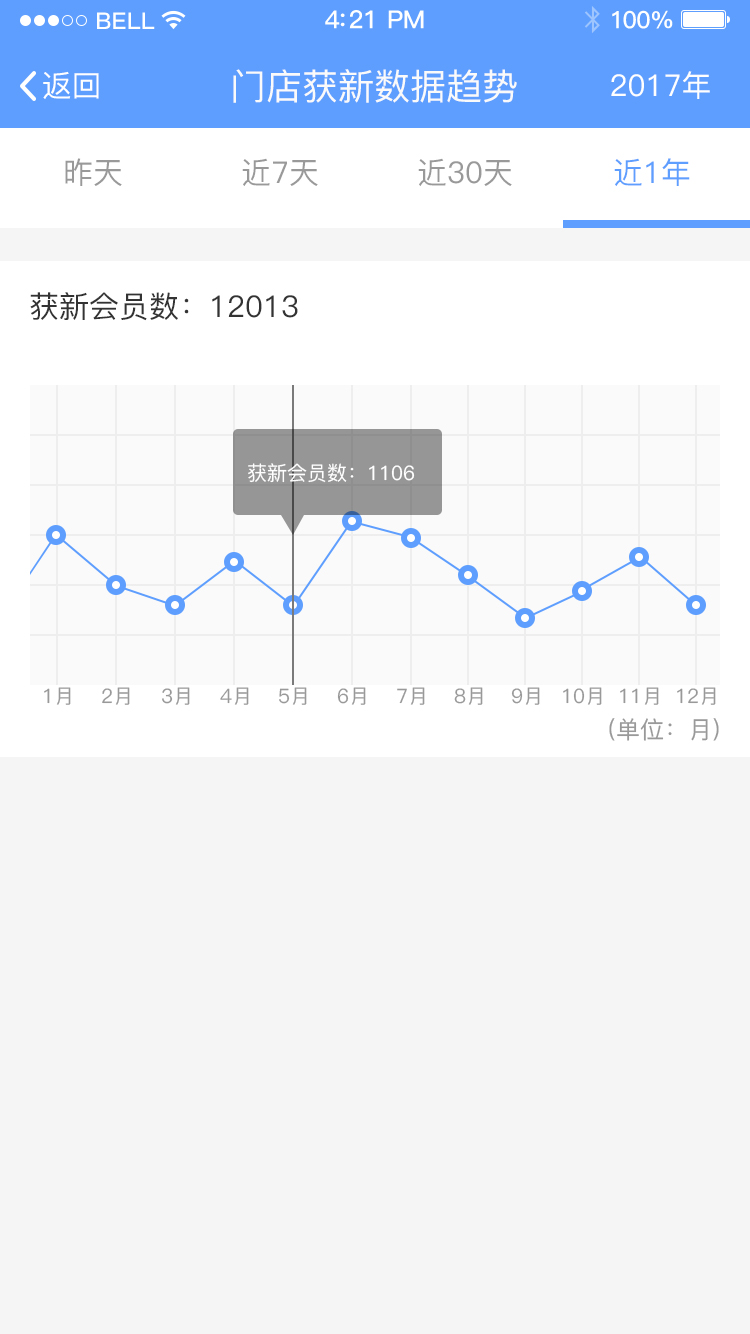 BELL 4:21 PM 100%
返回 门店获新数据趋势 2017年
昨天 近7天 近30天 近1年
获新会员数：12013
获新会员数：1106
1月 2月 3月 4月 5月 6月 7月 8月 9月 10月 11月 12月
(单位：月)